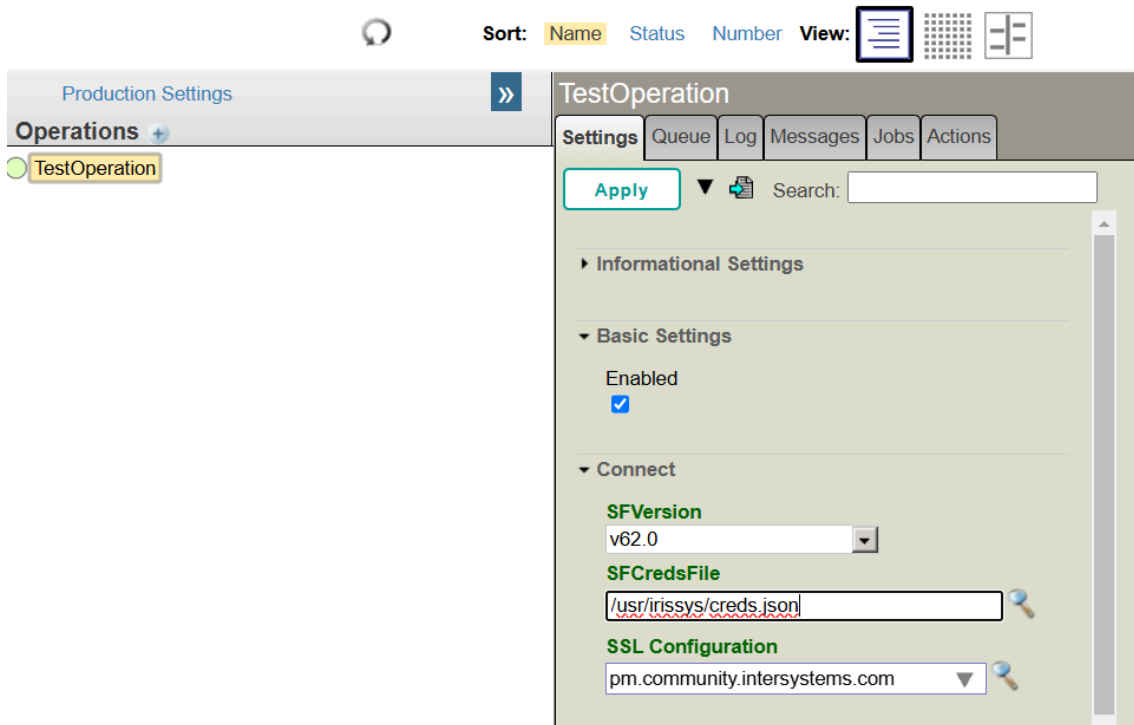 Sort: Name Status Number View:
Production Settings »
Operations +
TestOperation
TestOperation
Settings Queue Log Messages Jobs Actions
Apply Search:
Informational Settings
Basic Settings
Enabled
Connect
SFVersion
v62.0
SFCredsFile
/usr/irissys/creds.json
SSL Configuration
pm.community.intersystems.com